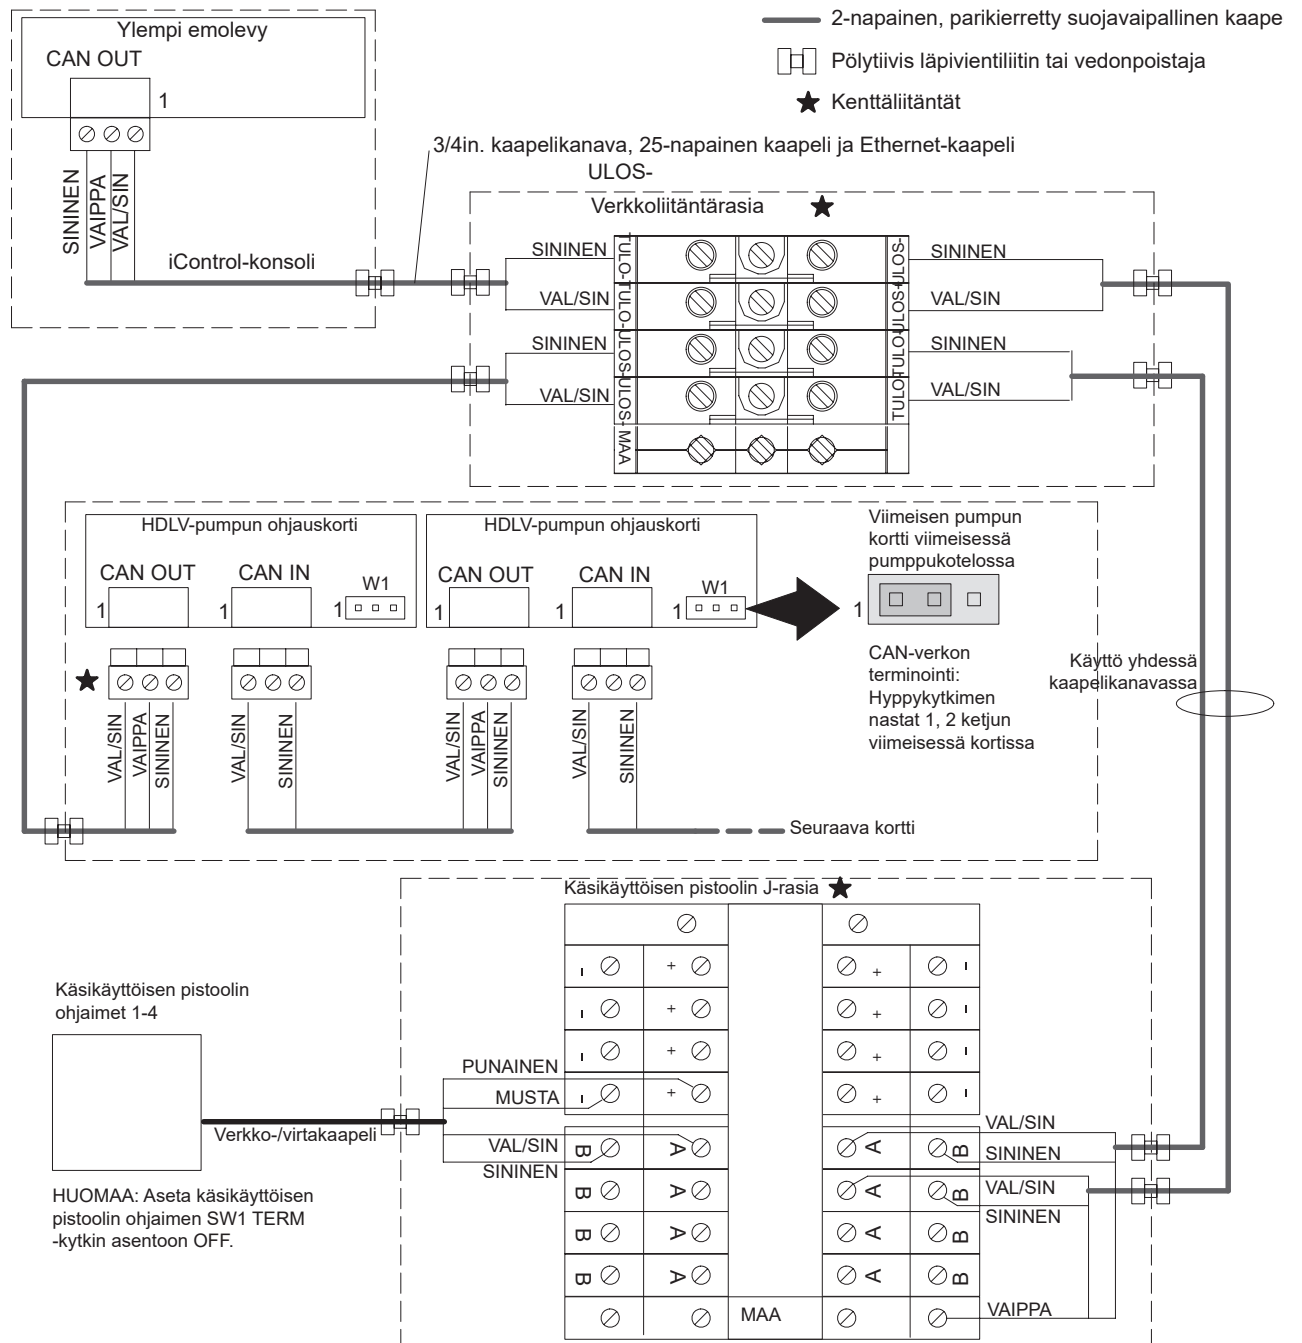 Ylempi emolevy
CAN OUT
1
SININEN
VAIPPA
VAL/SIN
iControl-konsoli
2-napainen, parikierretty suojavaipallinen kaape
Pölytiivis läpivientiliitin tai vedonpoistaja
Kenttäliitäntät
3/4in. kaapelikanava, 25-napainen kaapeli ja Ethernet-kaapeli
ULOS-
Verkkoliitäntärasia
SININEN
VAL/SIN
SININEN
VAL/SIN
TULO-
TULO-
ULOS-
ULOS-
MAA
ULOS-
ULOS+
TULO-
TULO+
SININEN
VAL/SIN
SININEN
VAL/SIN
HDLV-pumpun ohjauskorti
CAN OUT
CAN IN
W1
1
1
1
HDLV-pumpun ohjauskorti
CAN OUT
CAN IN
W1
1
1
1
VAL/SIN
VAIPPA
SININEN
VAL/SIN
SININEN
VAL/SIN
VAIPPA
SININEN
VAL/SIN
SININEN
Seuraava kortti
Viimeisen pumpun
kortti viimeisessä
pumppukotelossa
1
CAN-verkon
terminointi:
Hyppykytkimen
nastat 1, 2 ketjun
viimeisessä kortissa
Käyttö yhdessä
kaapelikanavassa
Käsikäyttöisen pistoolin J-rasia
Käsikäyttöisen pistoolin
ohjaimet 1-4
Verkko-/virtakaapeli
HUOMAA: Aseta käsikäyttöisen
pistoolin ohjaimen SW1 TERM
-kytkin asentoon OFF.
PUNAINEN
MUSTA
VAL/SIN
SININEN
- + + -
- + + -
- + + -
- + + -
B A A B
B A A B
B A A B
B A A B
MAA
VAL/SIN
SININEN
VAL/SIN
SININEN
VAIPPA